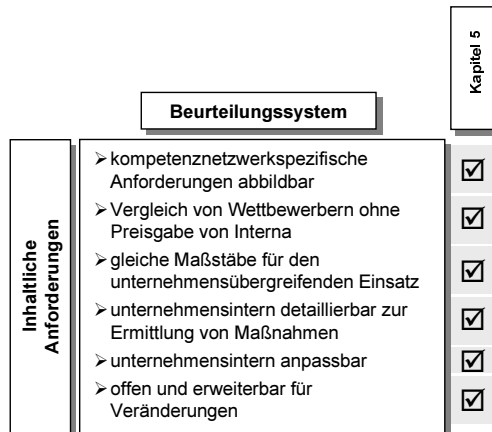 Kapitel 5
Beurteilungssystem
Inhaltliche
Anforderungen
➢ kompetenznetzwerkspezifische
Anforderungen abbildbar
➢ Vergleich von Wettbewerbern ohne
Preisgabe von Interna
➢ gleiche Maßstäbe für den
unternehmensübergreifenden Einsatz
➢ unternehmensintern detaillierbar zur
Ermittlung von Maßnahmen
➢ unternehmensintern anpassbar
➢ offen und erweiterbar für
Veränderungen